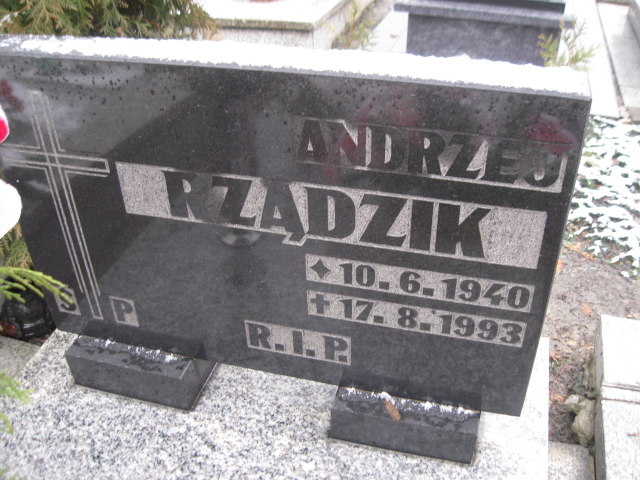 ANDRZEJ
RZĄDZIK
✦ 10.6.1940
✝ 17.8.1993
S P
R.I.P.